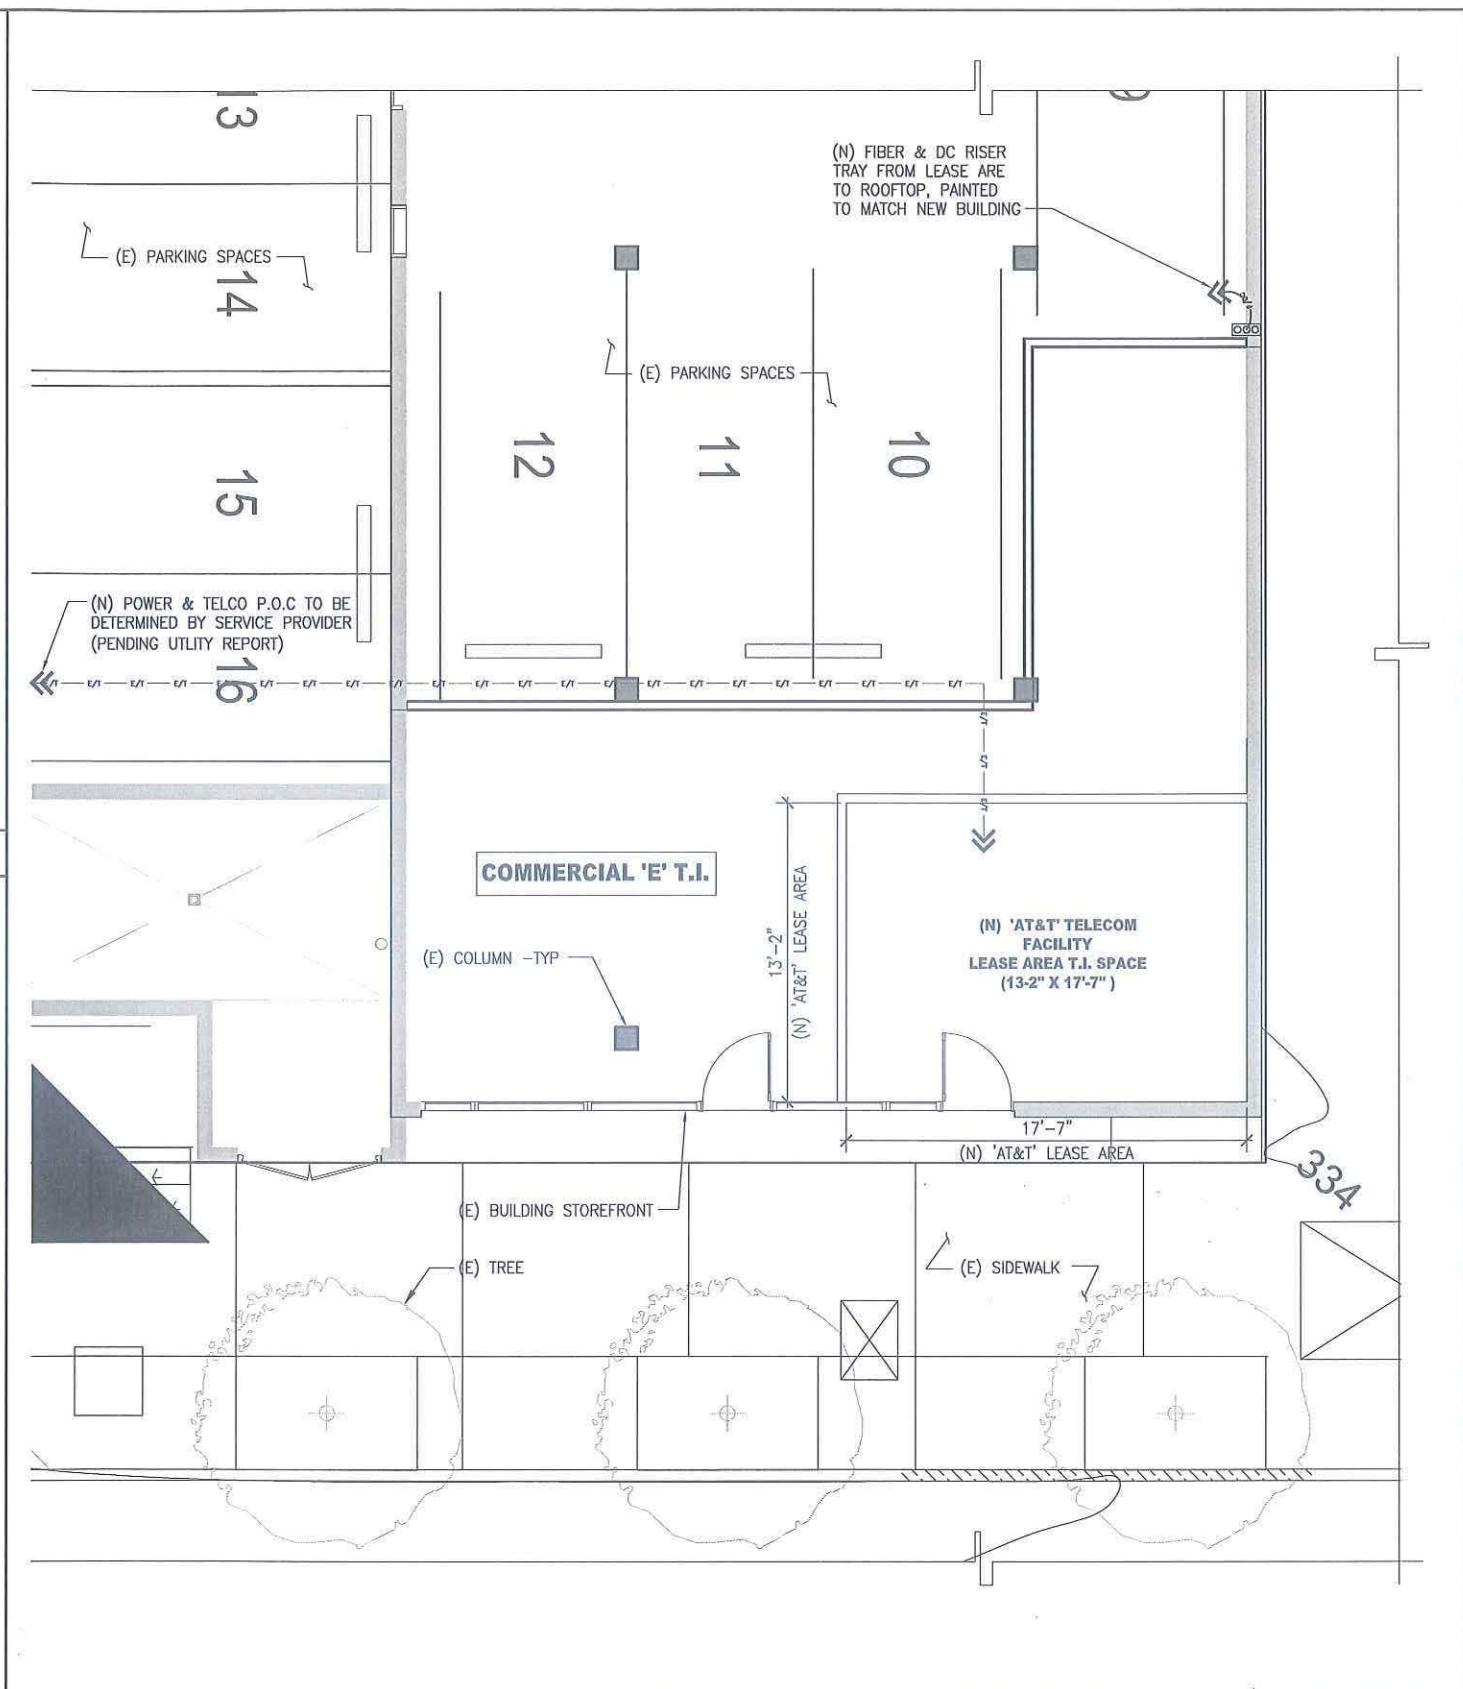 13
9
(N) FIBER & DC RISER
TRAY FROM LEASE ARE
TO ROOFTOP, PAINTED
TO MATCH NEW BUILDING
(E) PARKING SPACES
14
(E) PARKING SPACES
12
11
10
15
(N) POWER & TELCO P.O.C TO BE
DETERMINED BY SERVICE PROVIDER
(PENDING UTLITY REPORT)
16
E/T E/T E/T E/T E/T E/T E/T E/T E/T E/T E/T E/T E/T E/T E/T E/T E/T E/T E/T E/T E/T E/T
E/T
E/T
E/T
COMMERCIAL 'E' T.I.
13'-2"
(N) 'AT&T' LEASE AREA
(N) 'AT&T' TELECOM
FACILITY
LEASE AREA T.I. SPACE
(13-2" X 17'-7" )
(E) COLUMN -TYP
17'-7"
(N) 'AT&T' LEASE AREA
334
(E) BUILDING STOREFRONT
(E) TREE
(E) SIDEWALK